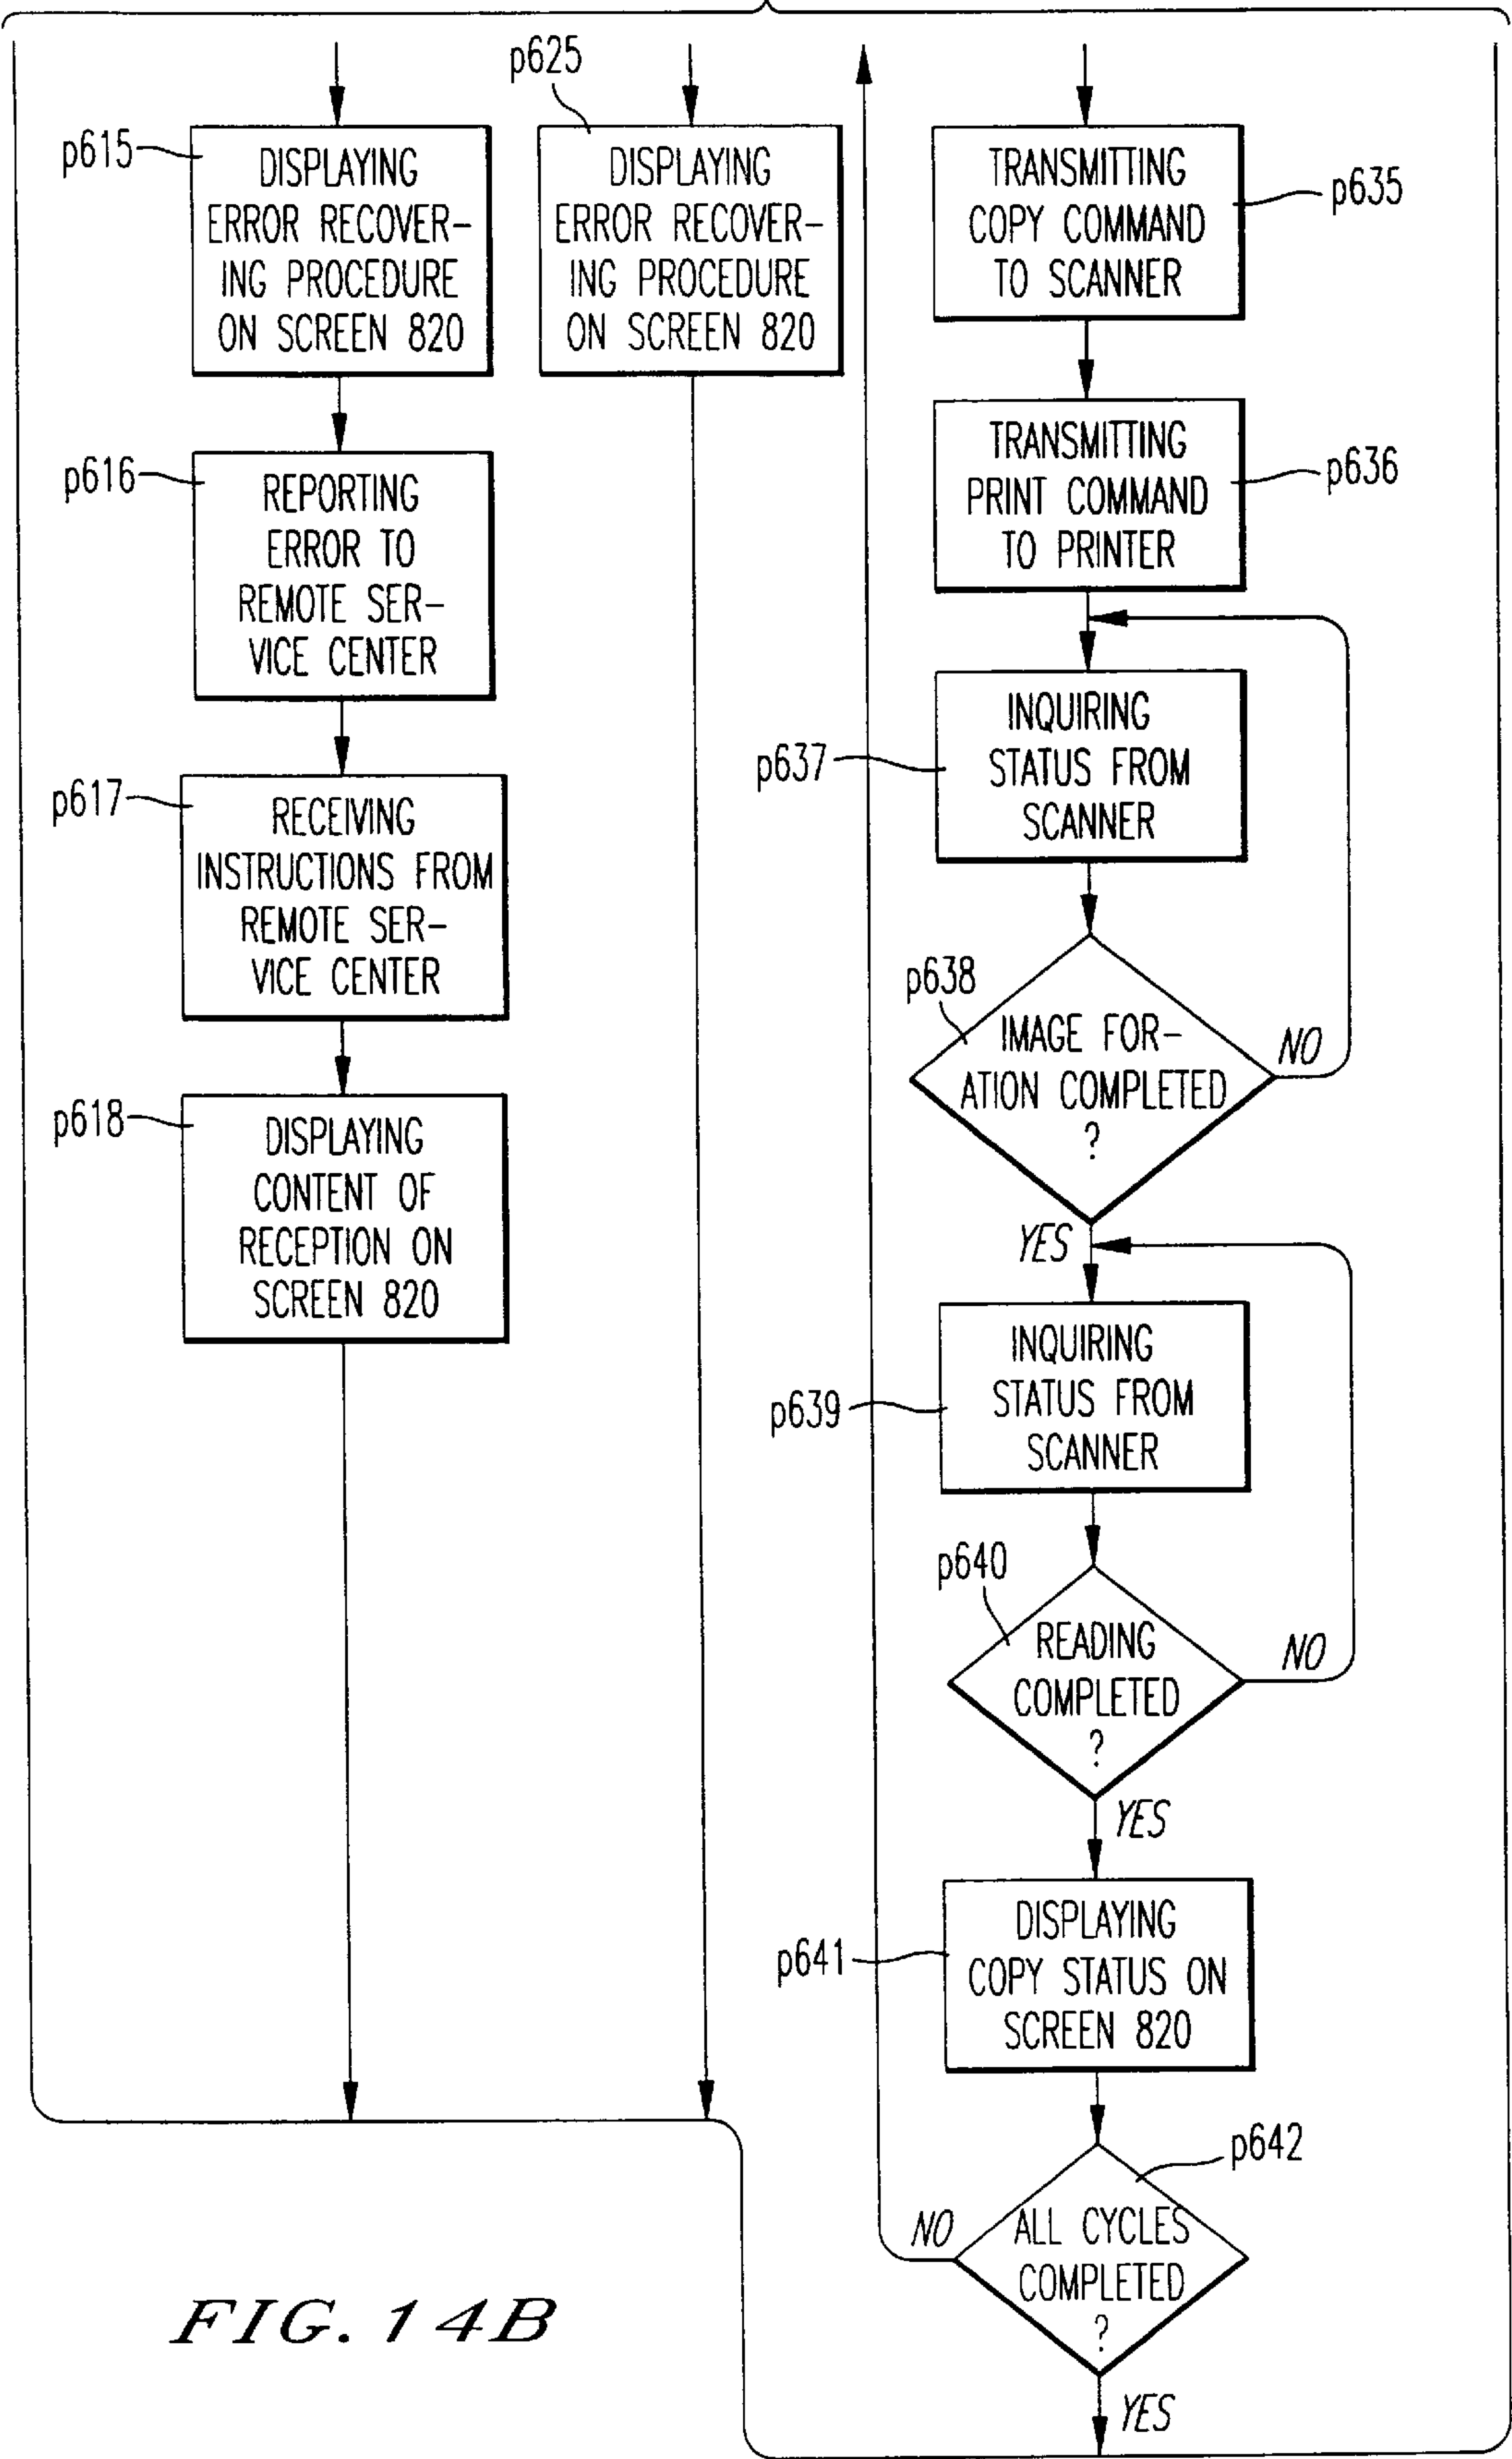 p615
DISPLAYING
ERROR RECOVER-
ING PROCEDURE
ON SCREEN 820
p616
REPORTING
ERROR TO
REMOTE SER-
VICE CENTER
p617
RECEIVING
INSTRUCTIONS FROM
REMOTE SER-
VICE CENTER
p618
DISPLAYING
CONTENT OF
RECEPTION ON
SCREEN 820
p625
DISPLAYING
ERROR RECOVER-
ING PROCEDURE
ON SCREEN 820
TRANSMITTING
COPY COMMAND
TO SCANNER
p635
TRANSMITTING
PRINT COMMAND
TO PRINTER
p636
p637
INQUIRING
STATUS FROM
SCANNER
p638
IMAGE FOR-
ATION COMPLETED
?
NO
YES
p639
INQUIRING
STATUS FROM
SCANNER
p640
READING
COMPLETED
?
NO
YES
p641
DISPLAYING
COPY STATUS ON
SCREEN 820
p642
ALL CYCLES
COMPLETED
?
NO
YES
FIG. 14B